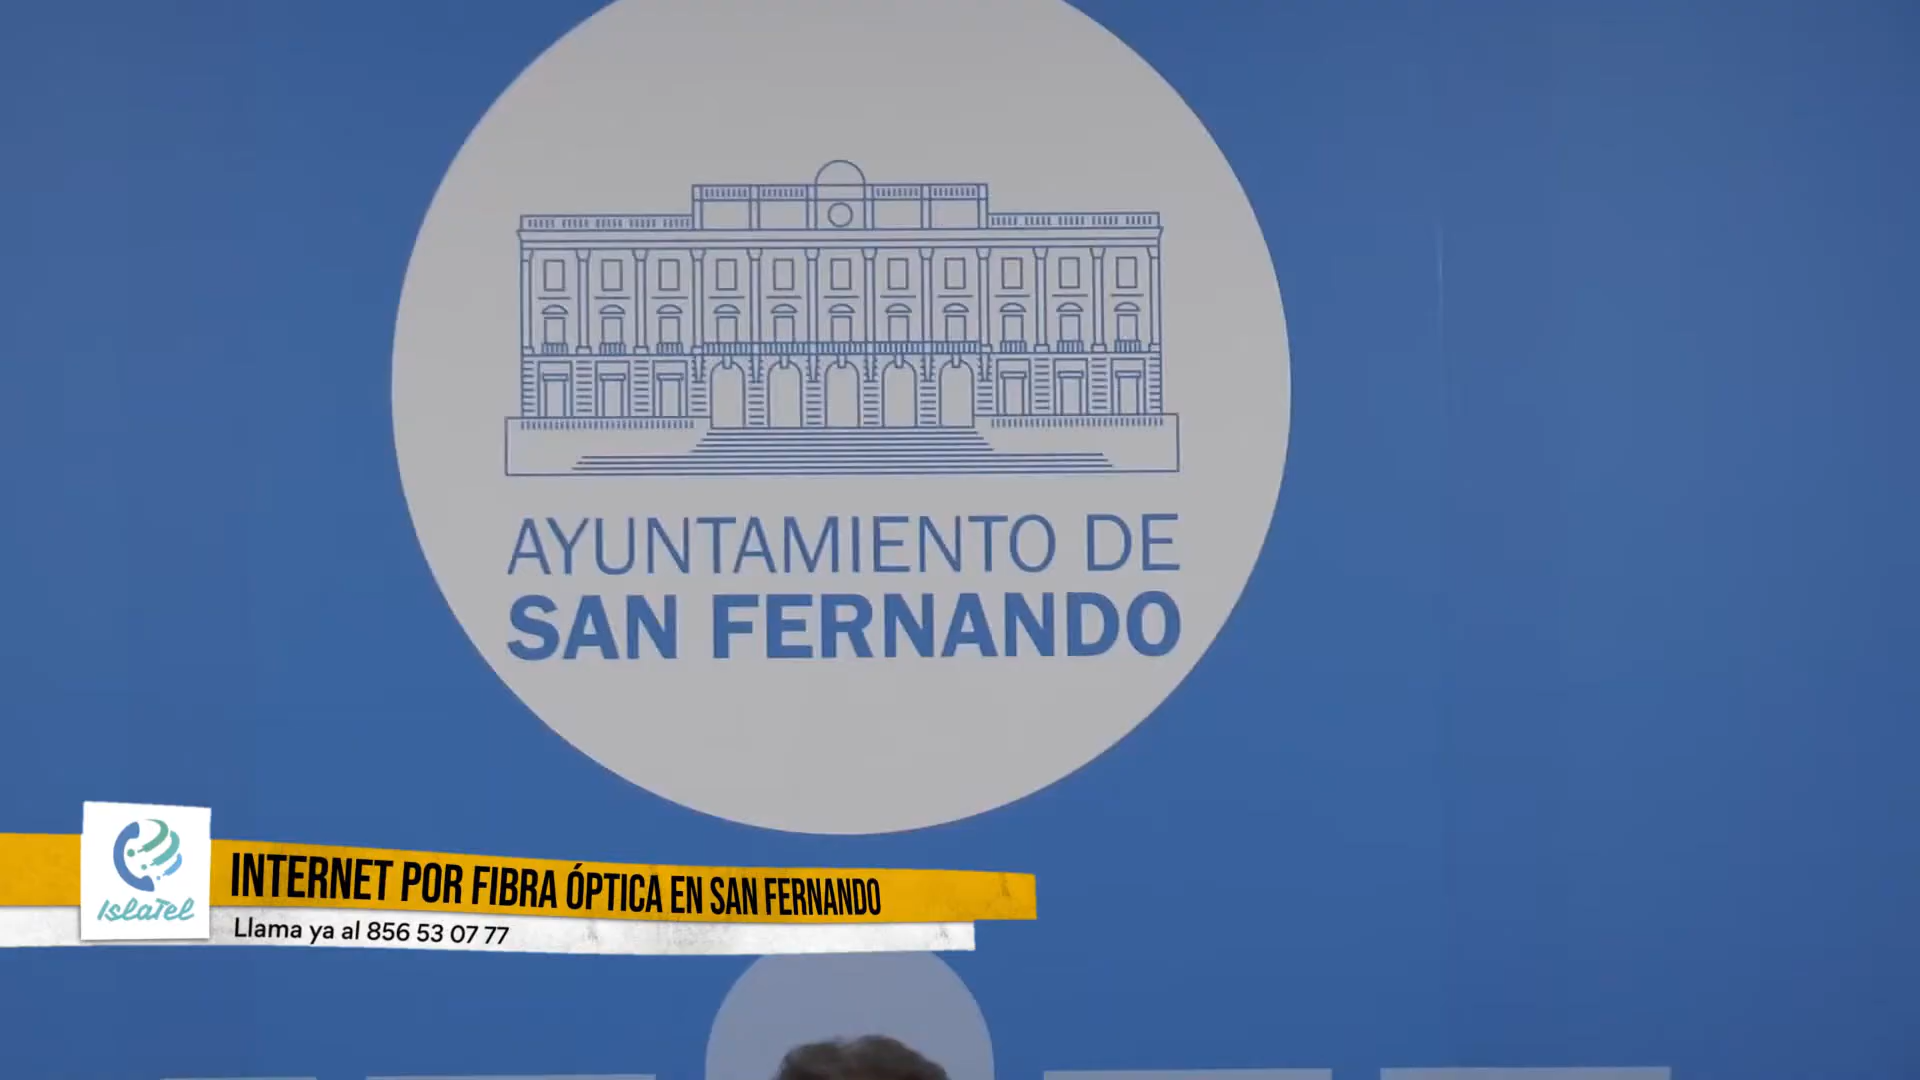 AYUNTAMIENTO DE
SAN FERNANDO
INTERNET POR FIBRA ÓPTICA EN SAN FERNANDO
IslaTel
Llama ya al 856 53 07 77